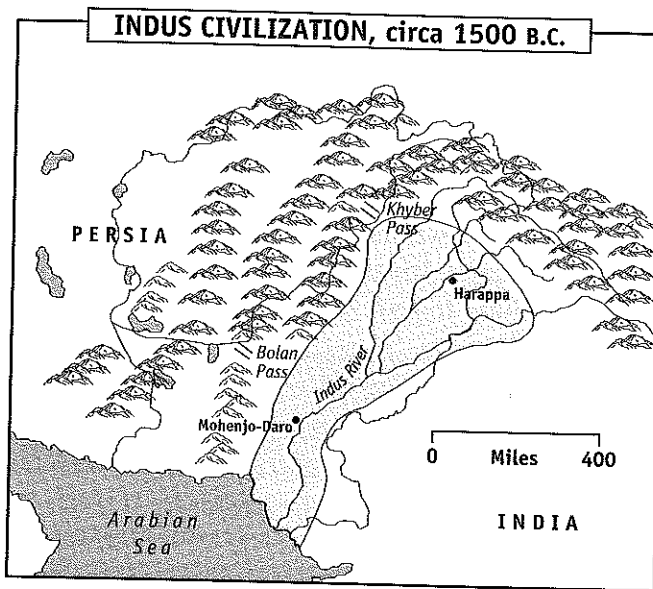 INDUS CIVILIZATION, circa 1500 B.C.
PERSIA
Khyber
Pass
Harappa
Bolan
Pass
Indus River
Mohenjo-Daro
0 Miles 400
Arabian
Sea
INDIA